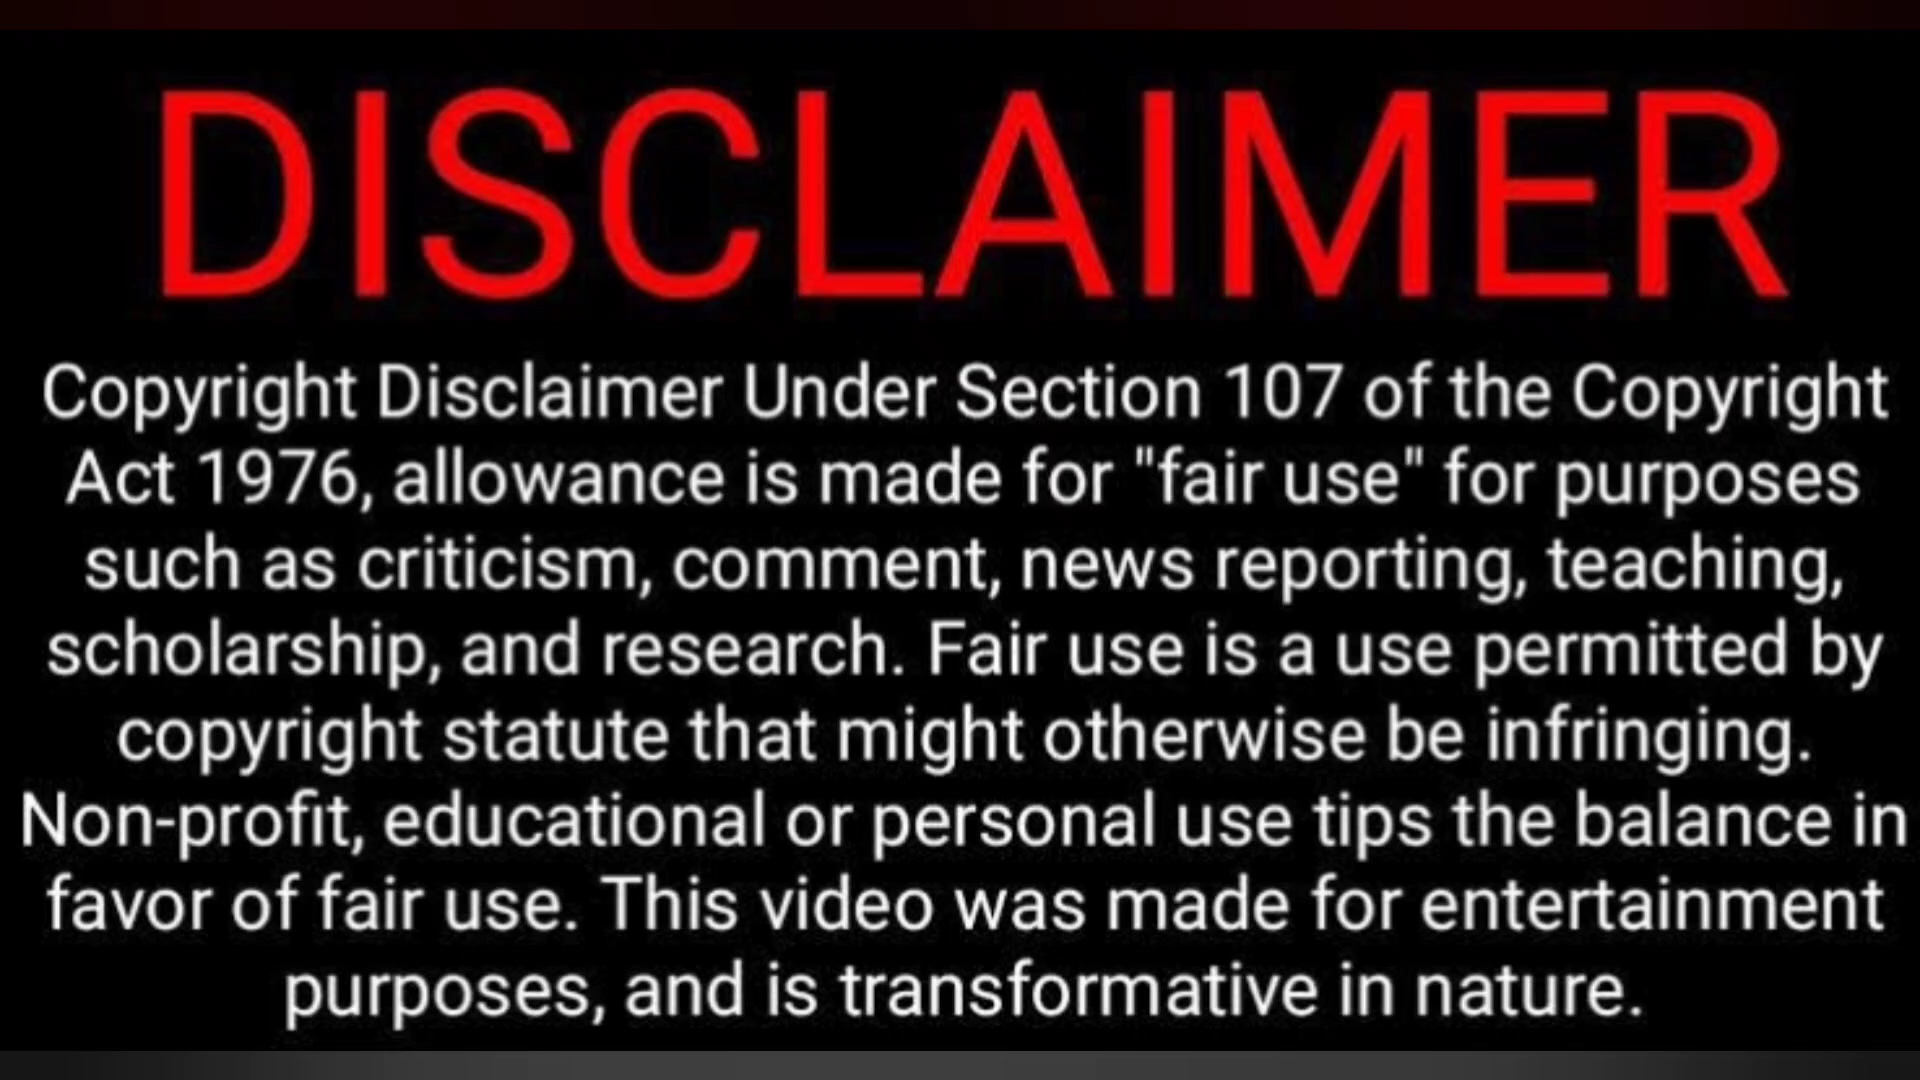 DISCLAIMER
Copyright Disclaimer Under Section 107 of the Copyright
Act 1976, allowance is made for "fair use" for purposes
such as criticism, comment, news reporting, teaching,
scholarship, and research. Fair use is a use permitted by
copyright statute that might otherwise be infringing.
Non-profit, educational or personal use tips the balance in
favor of fair use. This video was made for entertainment
purposes, and is transformative in nature.